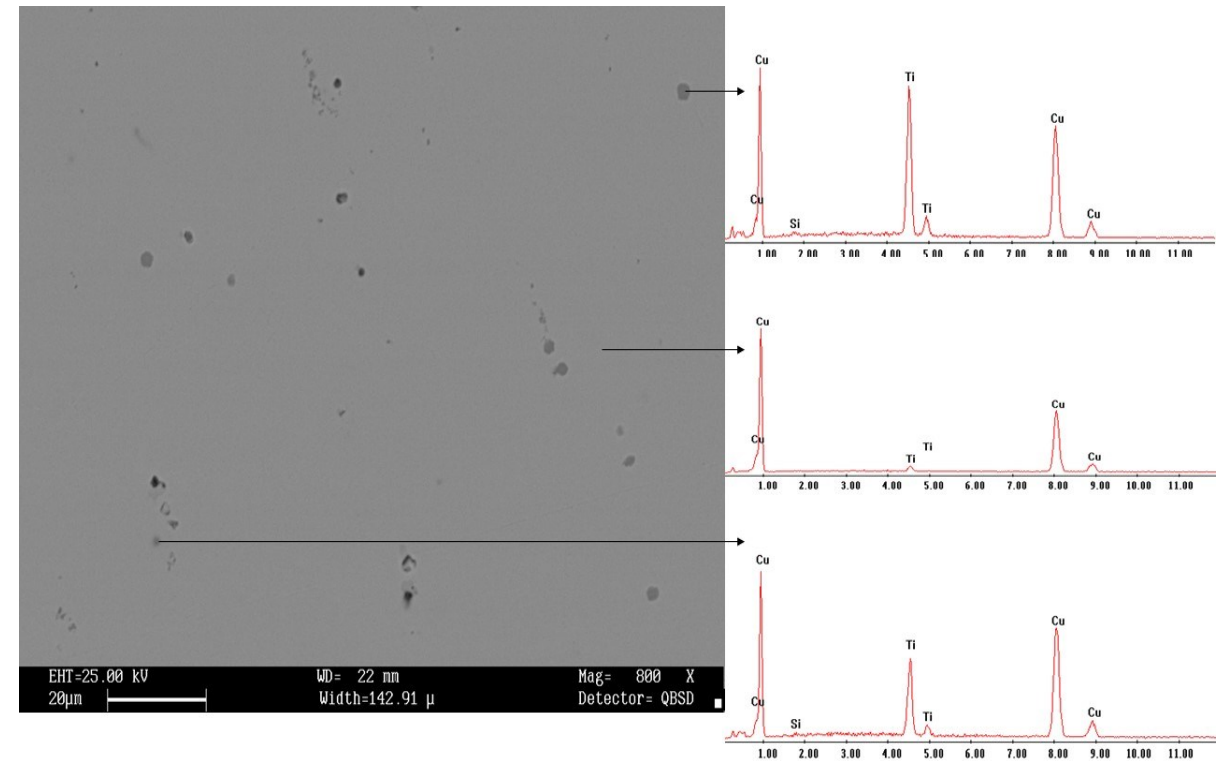 Cu
Ti
Cu
Cu
Ti
Cu
Si
1.00 2.00 3.00 4.00 5.00 6.00 7.00 8.00 9.00 10.00 11.00
Cu
Cu
Cu
Ti
Ti
Cu
1.00 2.00 3.00 4.00 5.00 6.00 7.00 8.00 9.00 10.00 11.00
Cu
Cu
Ti
Cu
Ti
Cu
Si
1.00 2.00 3.00 4.00 5.00 6.00 7.00 8.00 9.00 10.00 11.00
EHT=25.00 kV WD= 22 mm Mag= 800 X
20µm Width=142.91 µ Detector= QBSD